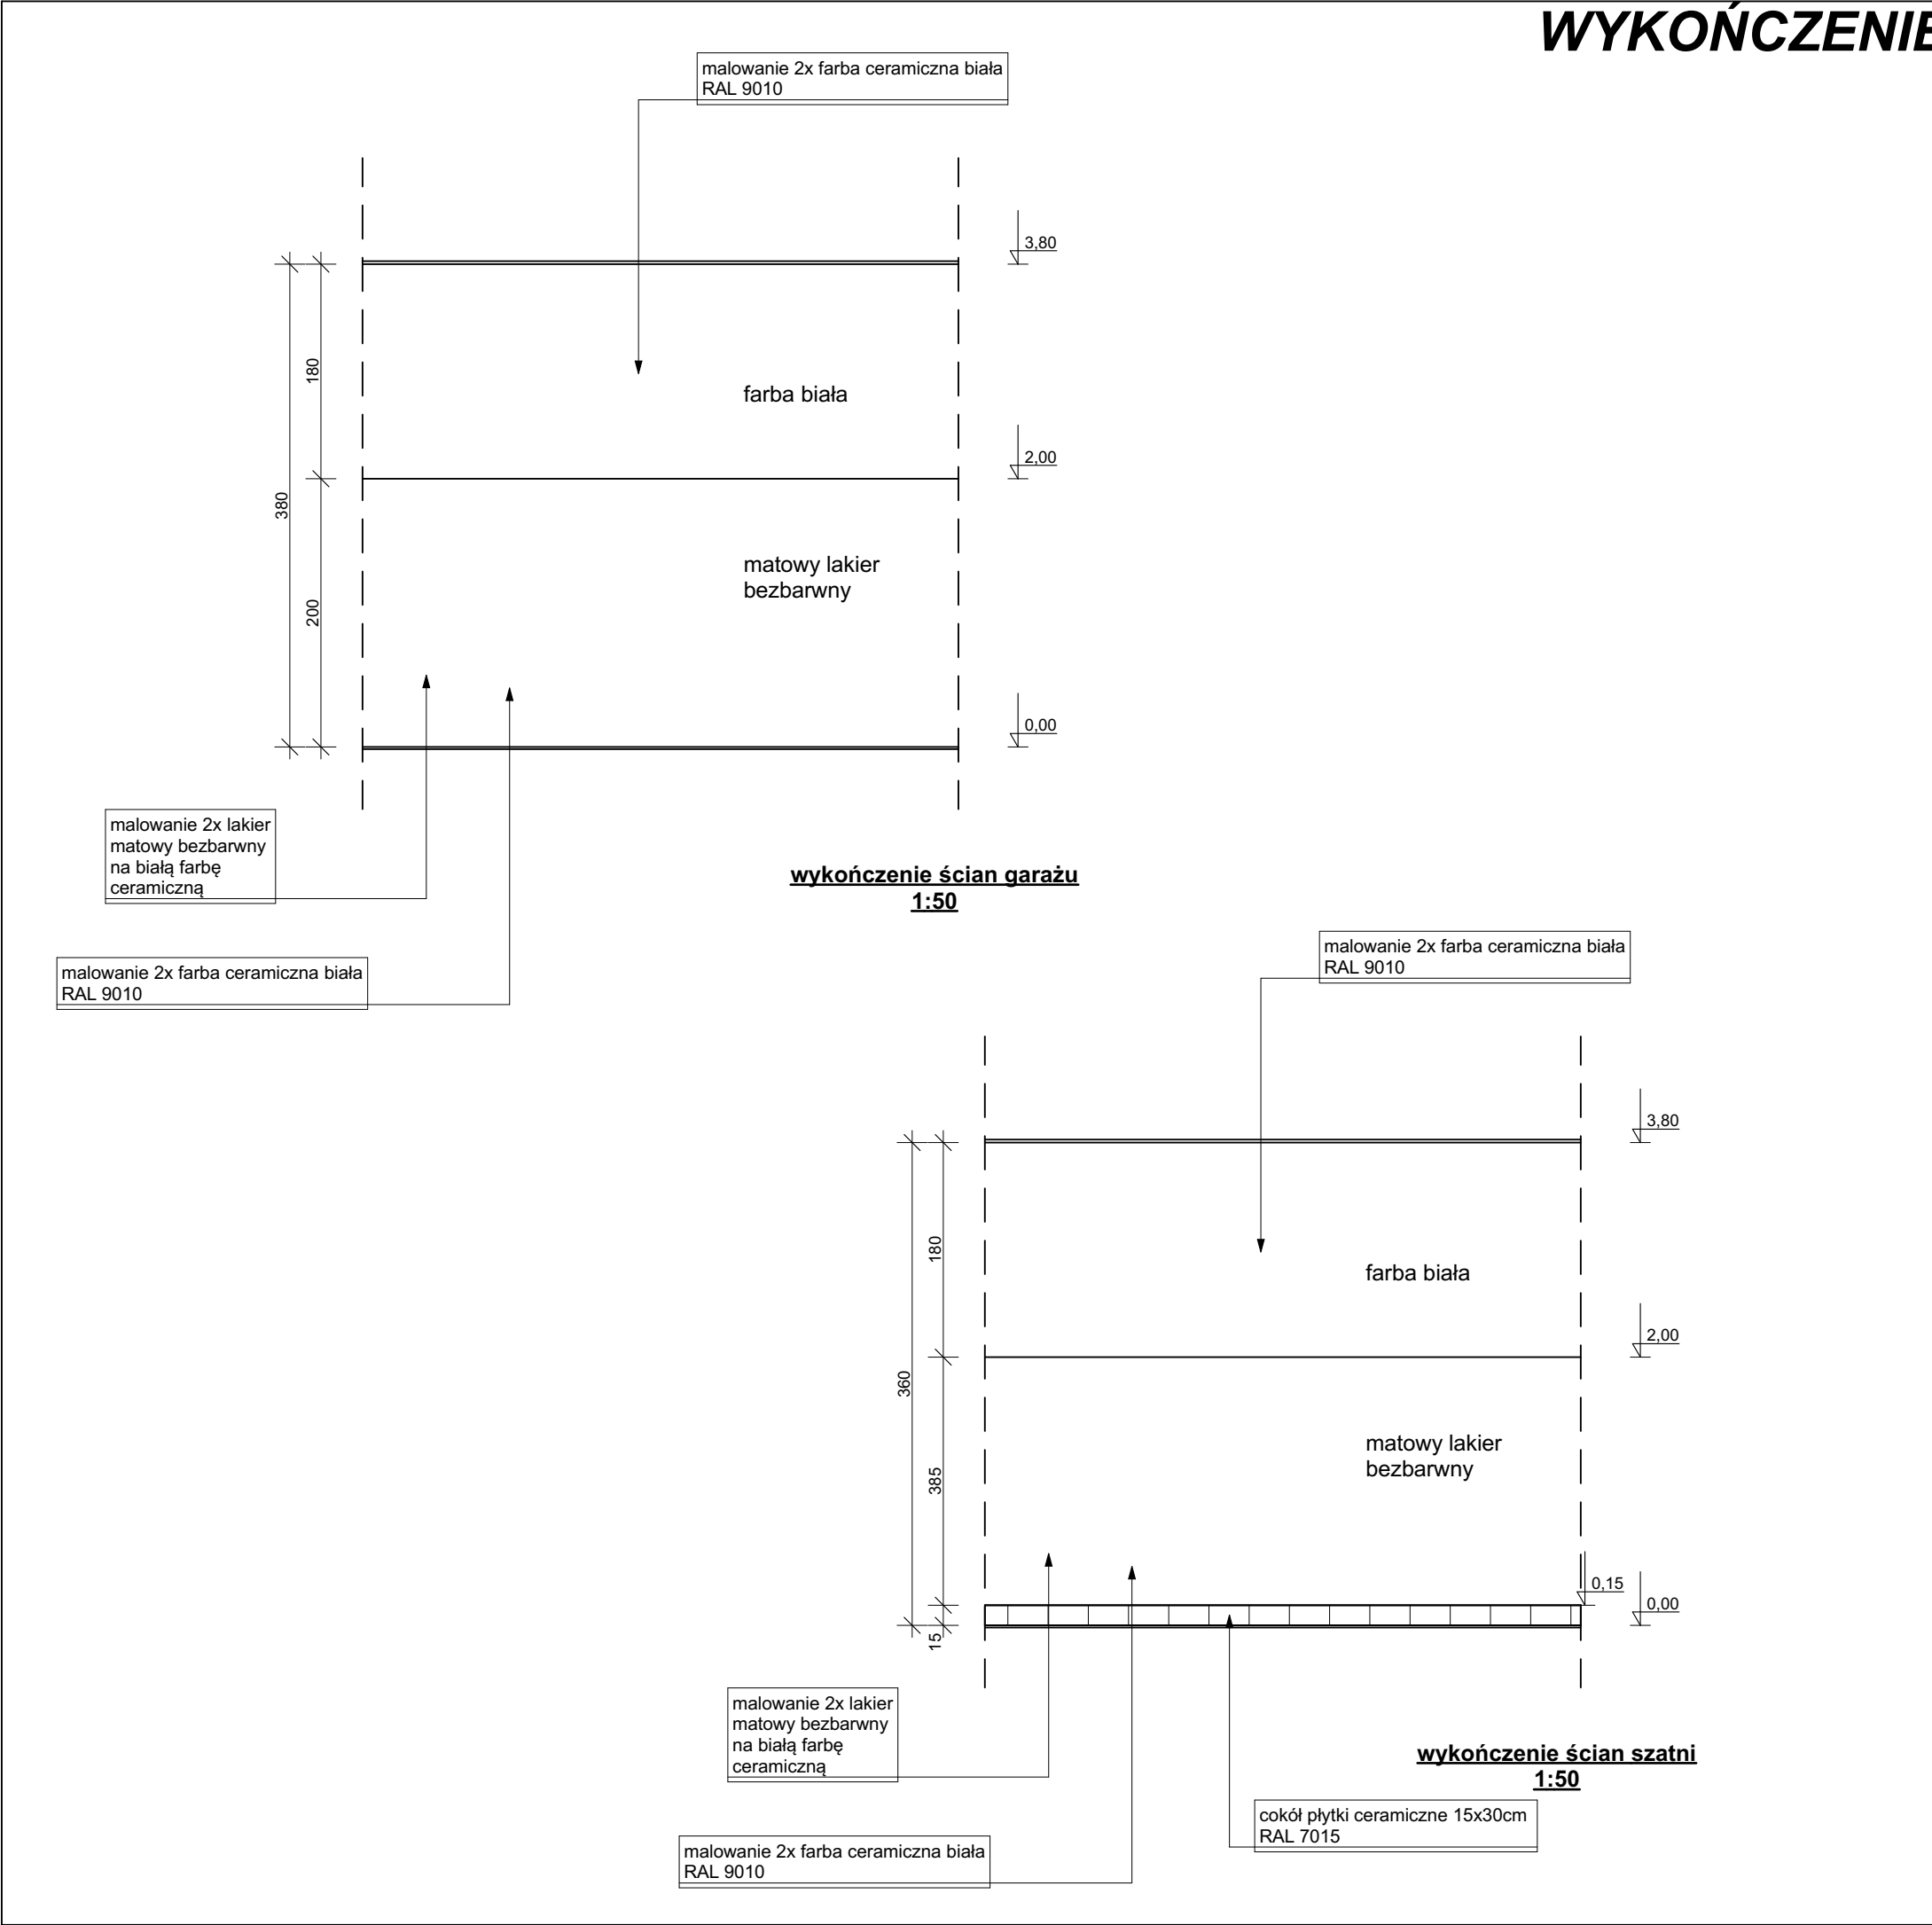 WYKOŃCZENIE
malowanie 2x farba ceramiczna biała
RAL 9010
3,80
180
farba biała
2,00
380
matowy lakier
bezbarwny
200
0,00
malowanie 2x lakier
matowy bezbarwny
na białą farbę
ceramiczną
wykończenie ścian garażu
1:50
malowanie 2x farba ceramiczna biała
RAL 9010
malowanie 2x farba ceramiczna biała
RAL 9010
3,80
180
farba biała
2,00
360
matowy lakier
bezbarwny
385
0,15
0,00
15
malowanie 2x lakier
matowy bezbarwny
na białą farbę
ceramiczną
wykończenie ścian szatni
1:50
cokół płytki ceramiczne 15x30cm
RAL 7015
malowanie 2x farba ceramiczna biała
RAL 9010